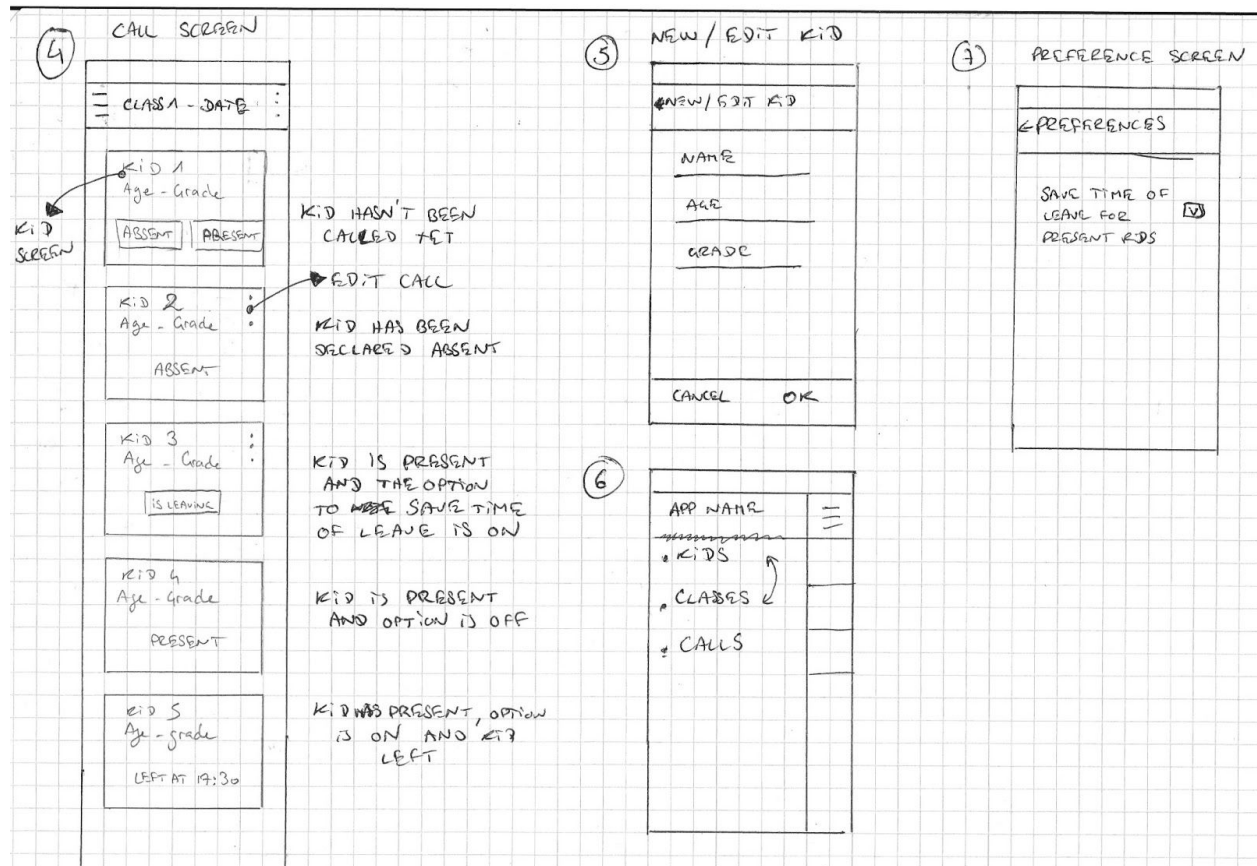 4
CALL SCREEN
CLASS 1 - DATE
KiD 1
Age - Grade
ABSENT PRESENT
KiD
SCREEN
KiD HASN'T BEEN
CALLED YET
EDIT CALL
KiD 2
Age - Grade
ABSENT
KID HAS BEEN
DECLARED ABSENT
KiD 3
Age - Grade
iS LEAVING
KID IS PRESENT
AND THE OPTION
TO SAVE TIME
OF LEAVE IS ON
KiD 4
Age - Grade
PRESENT
KID IS PRESENT
AND OPTION IS OFF
KiD 5
Age - grade
LEFT AT 17:30
KiD WAS PRESENT, OPTION
IS ON AND KID
LEFT
5
NEW / EDIT KiD
NEW / EDIT KID
NAME
AGE
GRADE
CANCEL OK
6
APP NAME
KiDS
CLASSES
CALLS
7
PREFERENCE SCREEN
PREFERENCES
SAVE TIME OF
LEAVE FOR
PRESENT KIDS